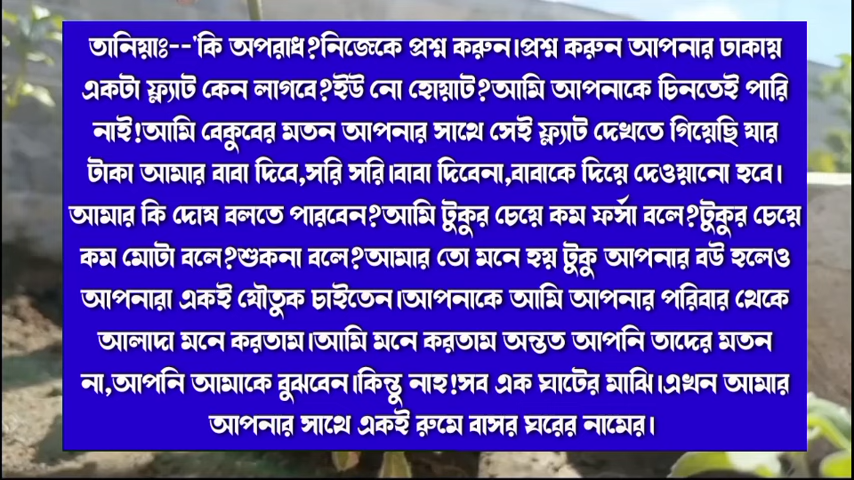 তানিয়াঃ--'কি অপরাধ?নিজেকে প্রশ্ন করুন।প্রশ্ন করুন আপনার ঢাকায়
একটা ফ্ল্যাট কেন লাগবে?ইউ নো হোয়াট?আমি আপনাকে চিনতেই পারি
নাই!আমি বেকুবের মতন আপনার সাথে সেই ফ্ল্যাট দেখতে গিয়েছি যার
টাকা আমার বাবা দিবে,সরি সরি।বাবা দিবেনা,বাবাকে দিয়ে দেওয়ানো হবে।
আমার কি দোষ বলতে পারবেন?আমি টুকুর চেয়ে কম ফর্সা বলে?টুকুর চেয়ে
কম মোটা বলে?শুকনা বলে?আমার তো মনে হয় টুকু আপনার বউ হলেও
আপনারা একই যৌতুক চাইতেন।আপনাকে আমি আপনার পরিবার থেকে
আলাদা মনে করতাম।আমি মনে করতাম অন্তত আপনি তাদের মতন
না,আপনি আমাকে বুঝবেন।কিন্তু নাহ!সব এক ঘাটের মাঝি।এখন আমার
আপনার সাথে একই রুমে বাসর ঘরের নামের।